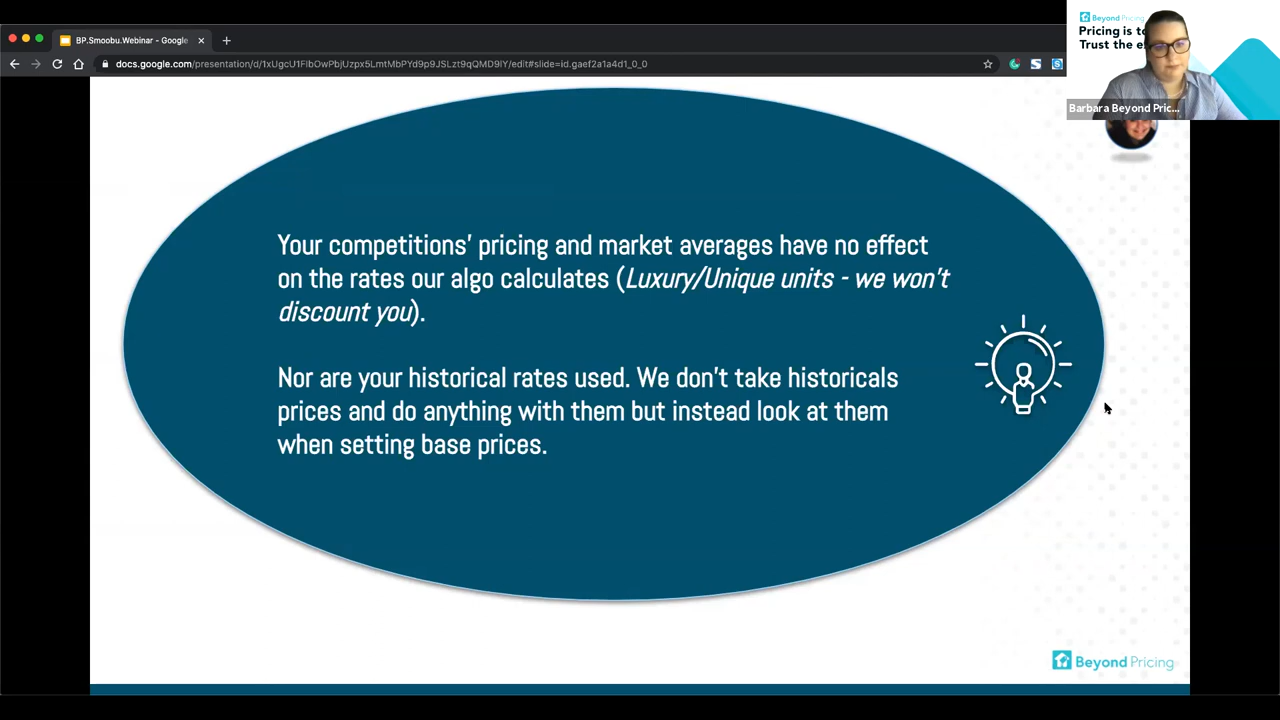 BP.Smoobu.Webinar - Google
docs.google.com/presentation/d/1xUgcU1FlbOwPbjUzpx5LmtMbPYd9p9JSLzt9qQMD9lY/edit#slide=id.gaef2a1a4d1_0_0
Beyond Pricing
Pricing is
Trust the
Barbara Beyond Pric...
Your competitions' pricing and market averages have no effect
on the rates our algo calculates (Luxury/Unique units - we won't
discount you).
Nor are your historical rates used. We don't take historicals
prices and do anything with them but instead look at them
when setting base prices.
Beyond Pricing